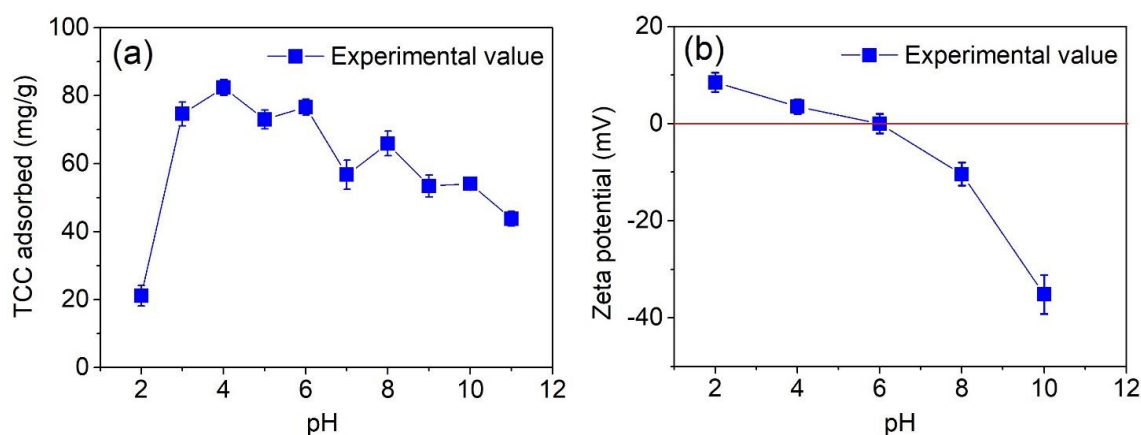 (a)
Experimental value
TCC adsorbed (mg/g)
100
80
60
40
20
0
2 4 6 8 10 12
pH
(b)
Experimental value
Zeta potential (mV)
20
0
-20
-40
2 4 6 8 10 12
pH